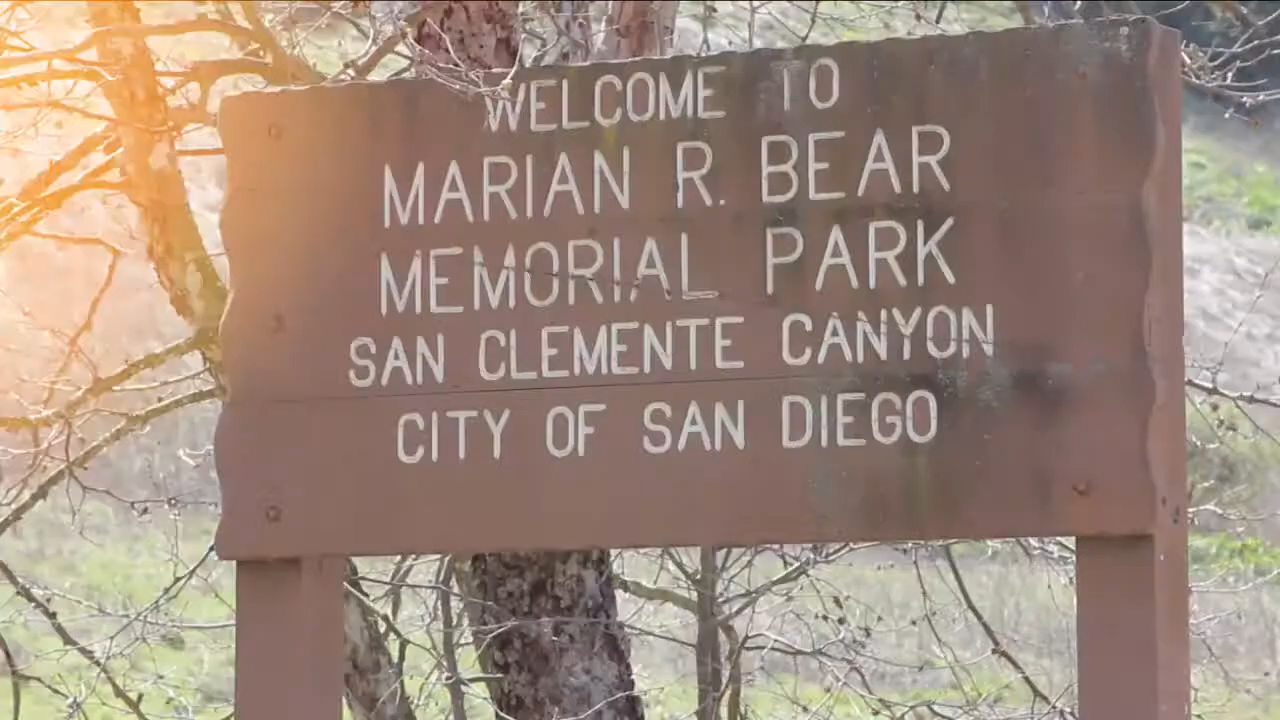 WELCOME TO
MARIAN R. BEAR
MEMORIAL PARK
SAN CLEMENTE CANYON
CITY OF SAN DIEGO